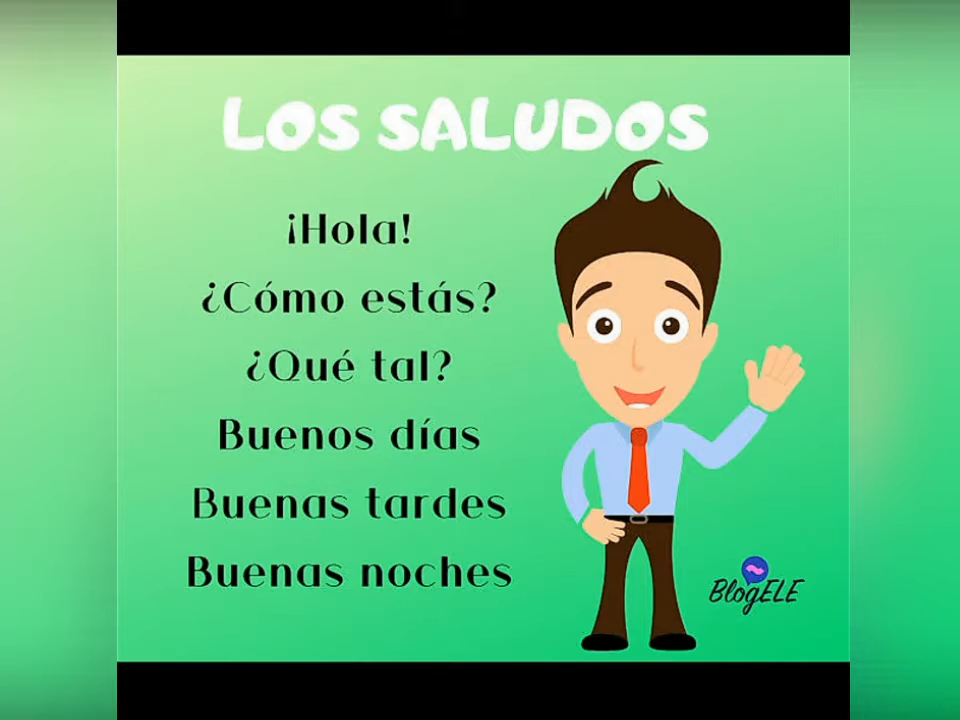 LOS SALUDOS
¡Hola!
¿Cómo estás?
¿Qué tal?
Buenos días
Buenas tardes
Buenas noches
BlogELE